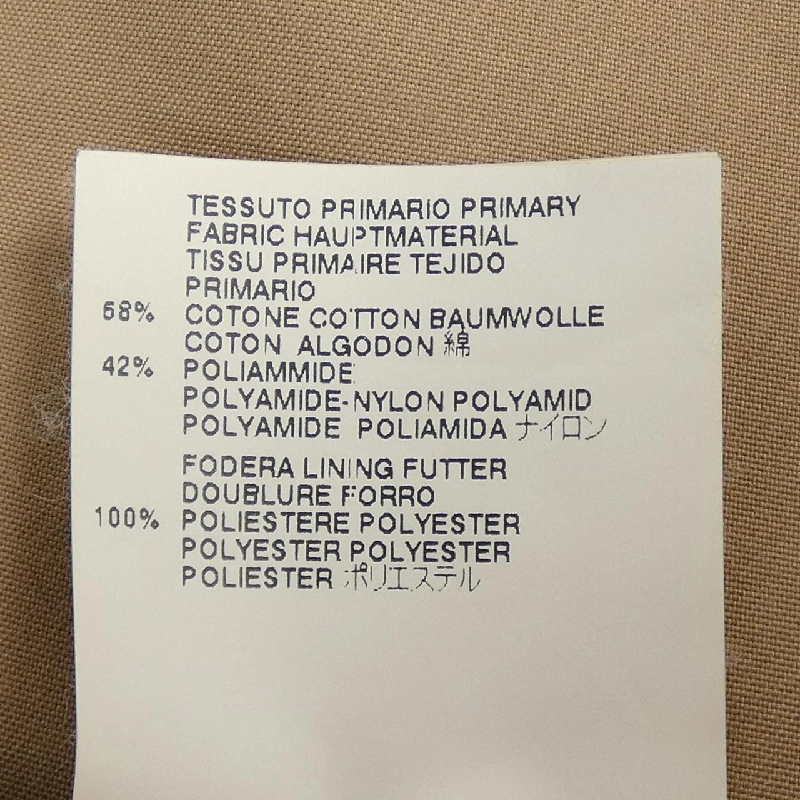 TESSUTO PRIMARIO PRIMARY
FABRIC HAUPTMATERIAL
TISSU PRIMAIRE TEJIDO
PRIMARIO
58% COTONE COTTON BAUMWOLLE
COTON ALGODON 綿
42% POLIAMMIDE
POLYAMIDE-NYLON POLYAMID
POLYAMIDE POLIAMIDA ナイロン
FODERA LINING FUTTER
DOUBLURE FORRO
100% POLIESTERE POLYESTER
POLYESTER POLYESTER
POLIESTER ポリエステル